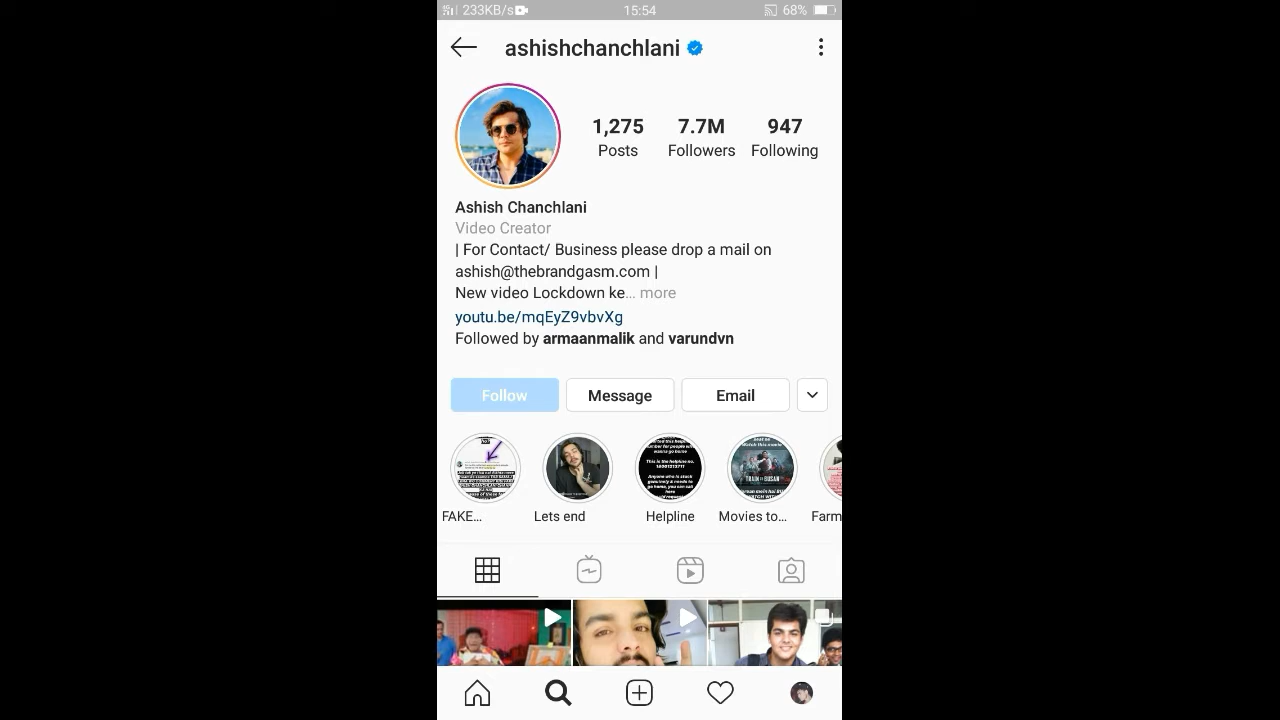 233KB/s 15:54 68%
ashishchanchlani
1,275 7.7M 947
Posts Followers Following
Ashish Chanchlani
Video Creator
| For Contact/ Business please drop a mail on
ashish@thebrandgasm.com |
New video Lockdown ke... more
youtu.be/mqEyZ9vbvXg
Followed by armaanmalik and varundvn
Follow Message Email
FAKE... Lets end Helpline Movies to... Farm